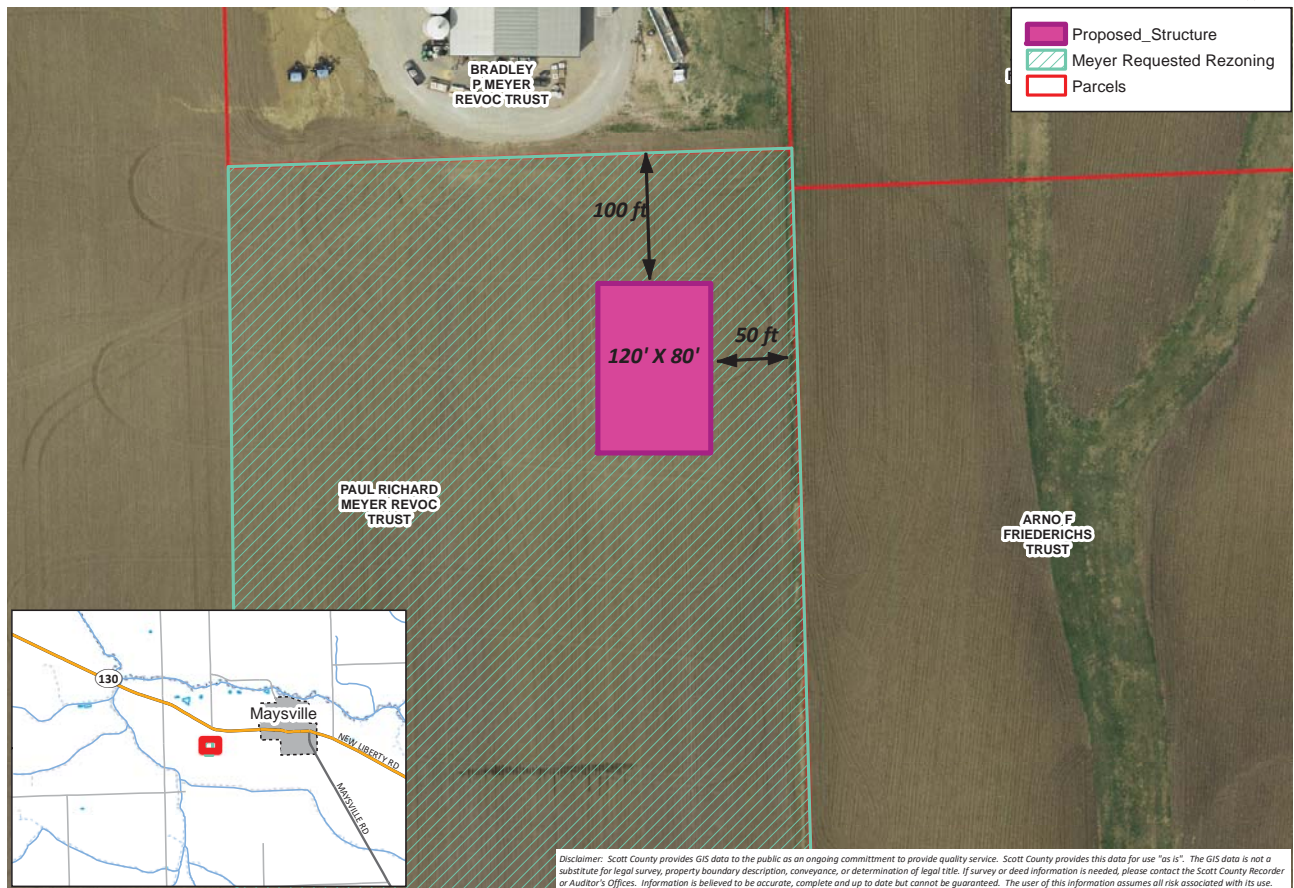 Proposed_Structure
Meyer Requested Rezoning
Parcels
BRADLEY
P MEYER
REVOC TRUST
100 ft
50 ft
120' X 80'
PAUL RICHARD
MEYER REVOC
TRUST
ARNO F
FRIEDERICHS
TRUST
130
Maysville
NEW LIBERTY RD
MAYSVILLE RD
Disclaimer: Scott County provides GIS data to the public as an ongoing committment to provide quality service. Scott County provides this data for use "as is". The GIS data is not a
substitute for legal survey, property boundary description, conveyance, or determination of legal title. If survey or deed information is needed, please contact the Scott County Recorder
or Auditor's Offices. Information is believed to be accurate, complete and up to date but cannot be guaranteed. The user of this information assumes all risk associated with its use.